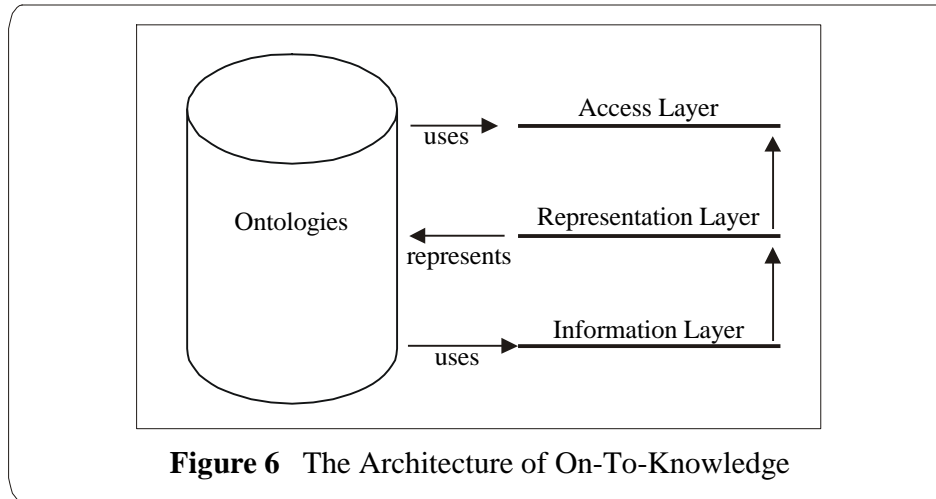 Access Layer
uses
Ontologies
Representation Layer
represents
Information Layer
uses
Figure 6 The Architecture of On-To-Knowledge